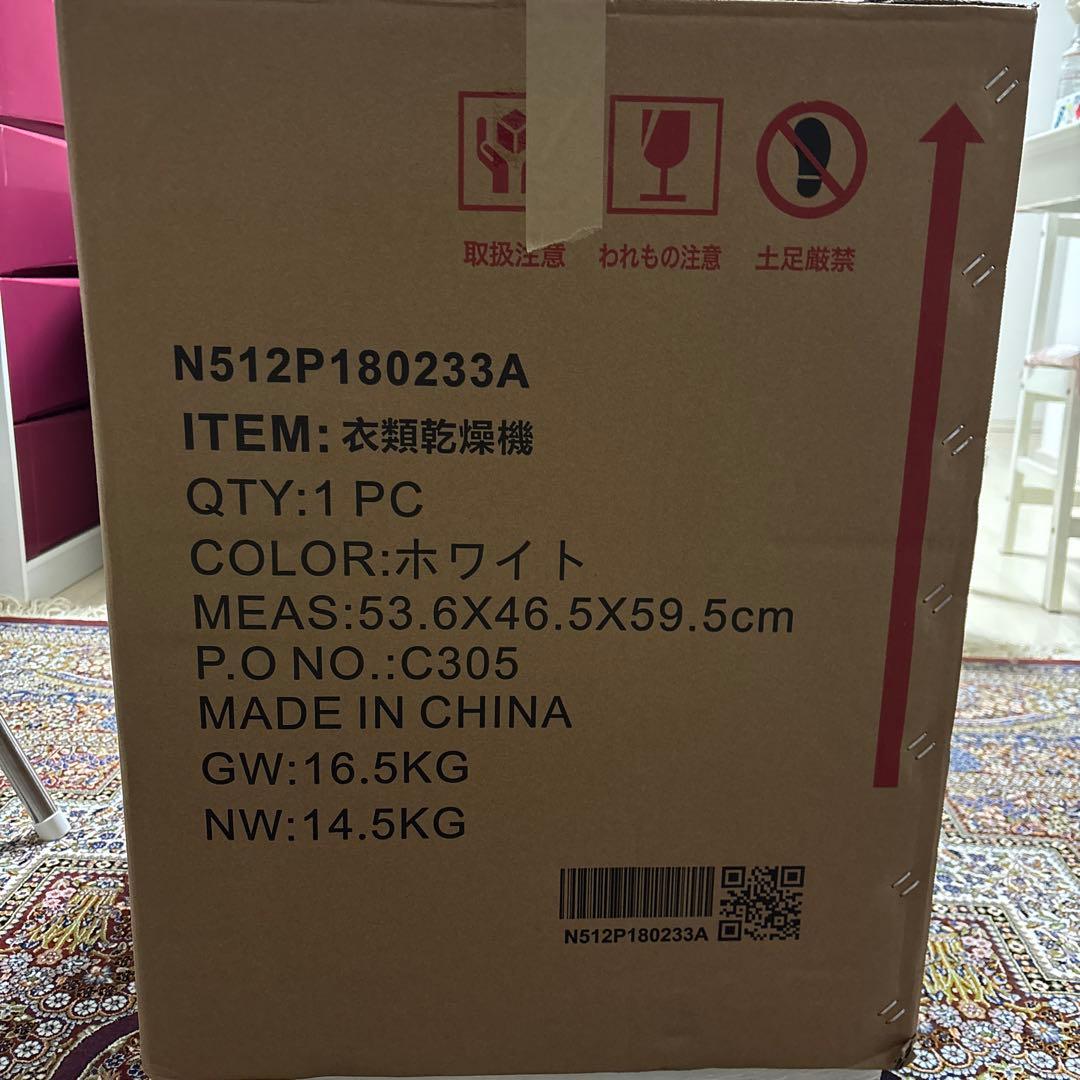 取扱注意 われもの注意 土足厳禁
N512P180233A
ITEM: 衣類乾燥機
QTY:1 PC
COLOR:ホワイト
MEAS:53.6X46.5X59.5cm
P.O NO.:C305
MADE IN CHINA
GW:16.5KG
NW:14.5KG
N512P180233A